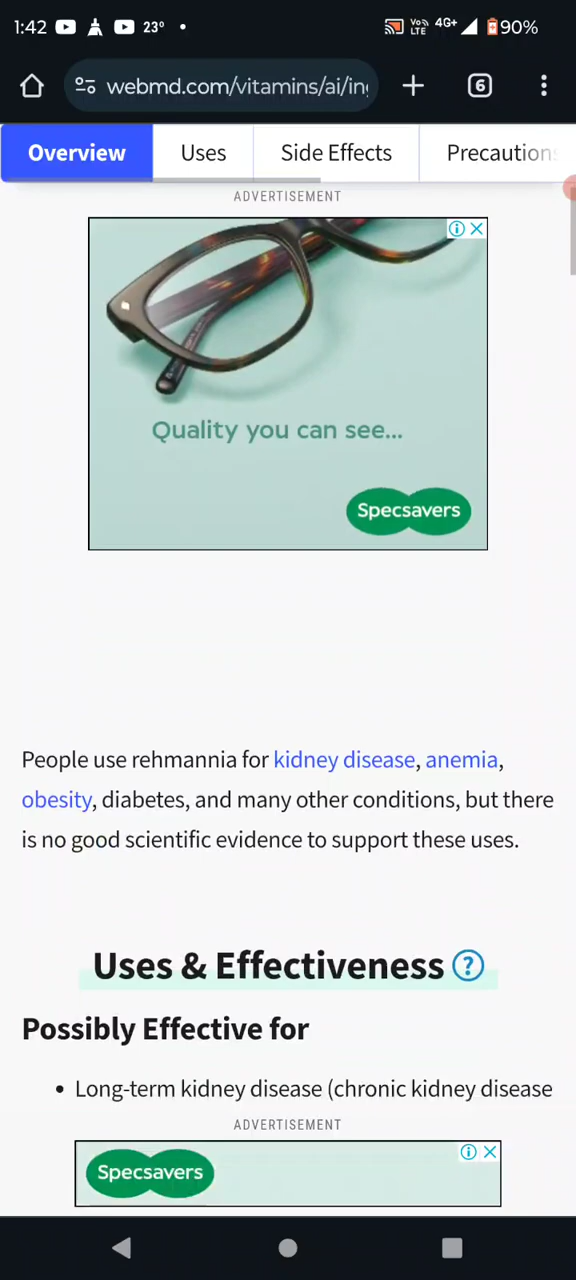 1:42 23° VoLTE 4G+ 90%
webmd.com/vitamins/ai/in 6
Overview Uses Side Effects Precaution
ADVERTISEMENT
Quality you can see...
Specsavers
People use rehmannia for kidney disease, anemia,
obesity, diabetes, and many other conditions, but there
is no good scientific evidence to support these uses.
Uses & Effectiveness ?
Possibly Effective for
• Long-term kidney disease (chronic kidney disease
ADVERTISEMENT
Specsavers